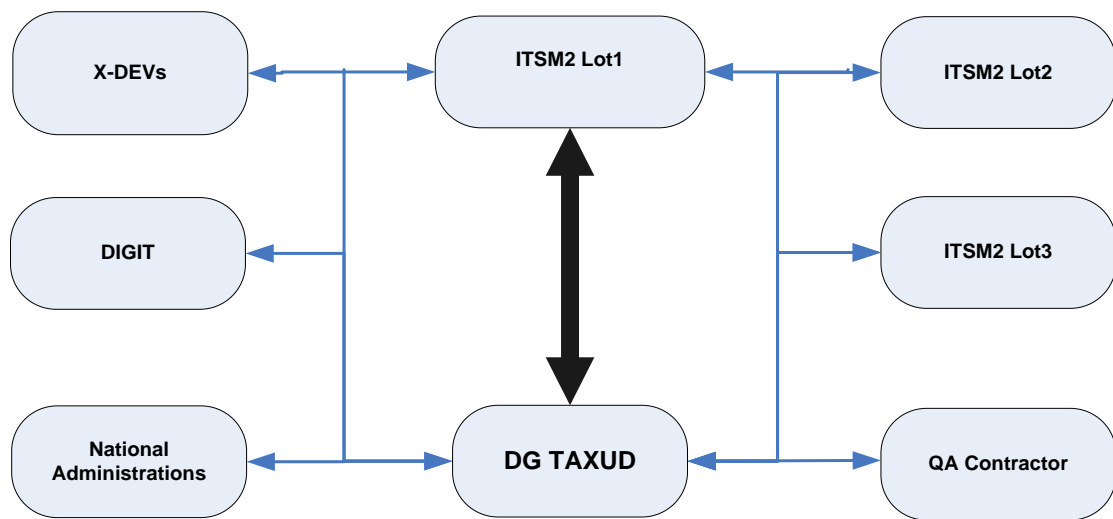 X-DEVs
ITSM2 Lot1
ITSM2 Lot2
DIGIT
ITSM2 Lot3
National
Administrations
DG TAXUD
QA Contractor